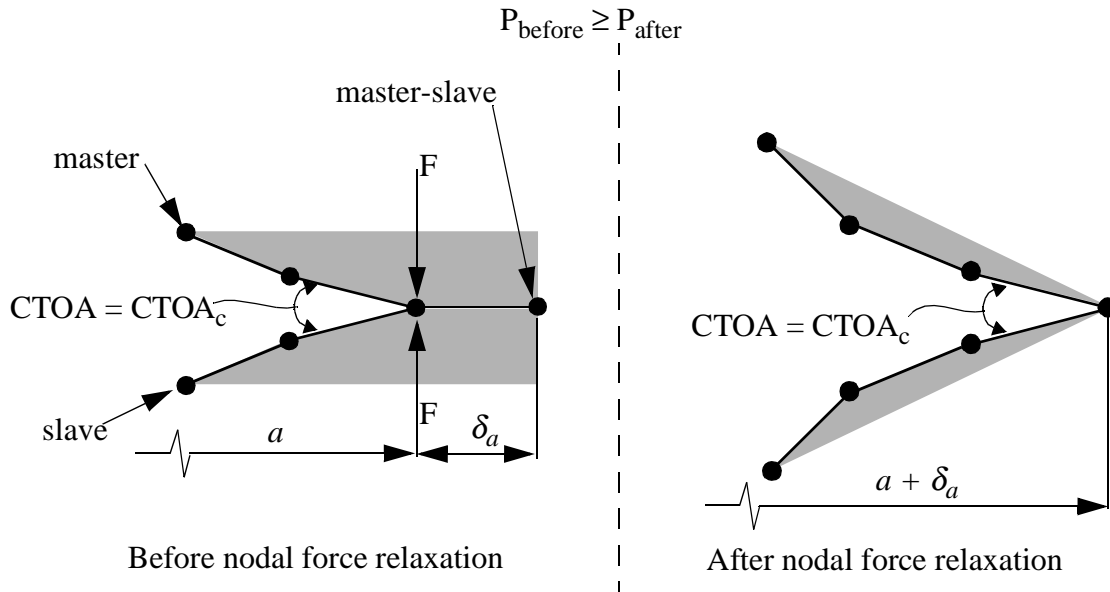 P_before ≥ P_after
master-slave
master
F
CTOA = CTOA_c
slave
F
a
δ_a
Before nodal force relaxation
CTOA = CTOA_c
a + δ_a
After nodal force relaxation